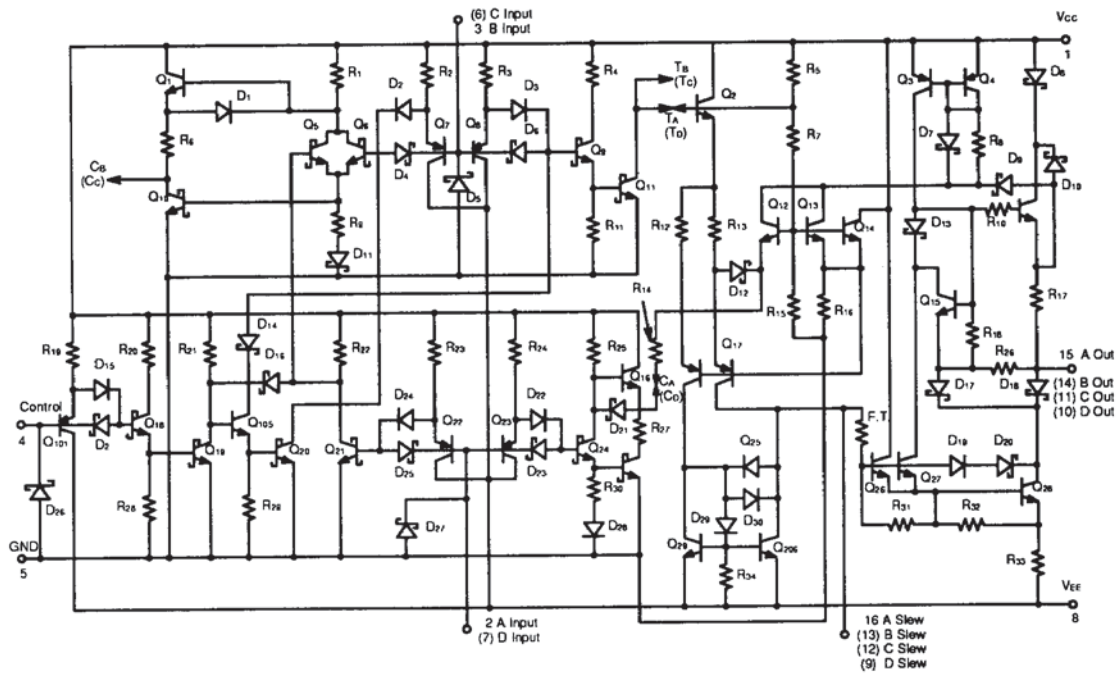 (6) C Input
3 B Input
VCC
1
Q1
D1
R1
D2
R2
R3
D3
R4
TB
(TC)
Q2
R5
Q3
Q4
D6
TA
(TD)
R6
Q5
Q6
Q7
Q8
D6
Q9
R7
D7
R8
D9
D10
CB
(CC)
Q10
D4
D5
Q11
R9
D11
R11
R12
R13
Q12
Q13
Q14
D13
R10
D12
R14
R15
R16
Q15
R18
R17
D14
R19
D15
R20
R21
D16
R22
R23
R24
R25
Q16
CA
(CD)
Q17
R26
15 A Out
D17
D18
(14) B Out
(11) C Out
(10) D Out
Control
4
Q101
D2
Q18
Q19
Q105
Q20
Q21
D24
D25
Q22
Q23
D22
D23
Q24
D21
R27
F.T.
Q25
D19
D20
D26
R28
R29
D27
R30
D28
D29
D30
Q26
Q27
Q28
R31
R32
Q29
Q206
R34
R33
GND
5
VEE
8
2 A Input
(7) D Input
16 A Slew
(13) B Slew
(12) C Slew
(9) D Slew